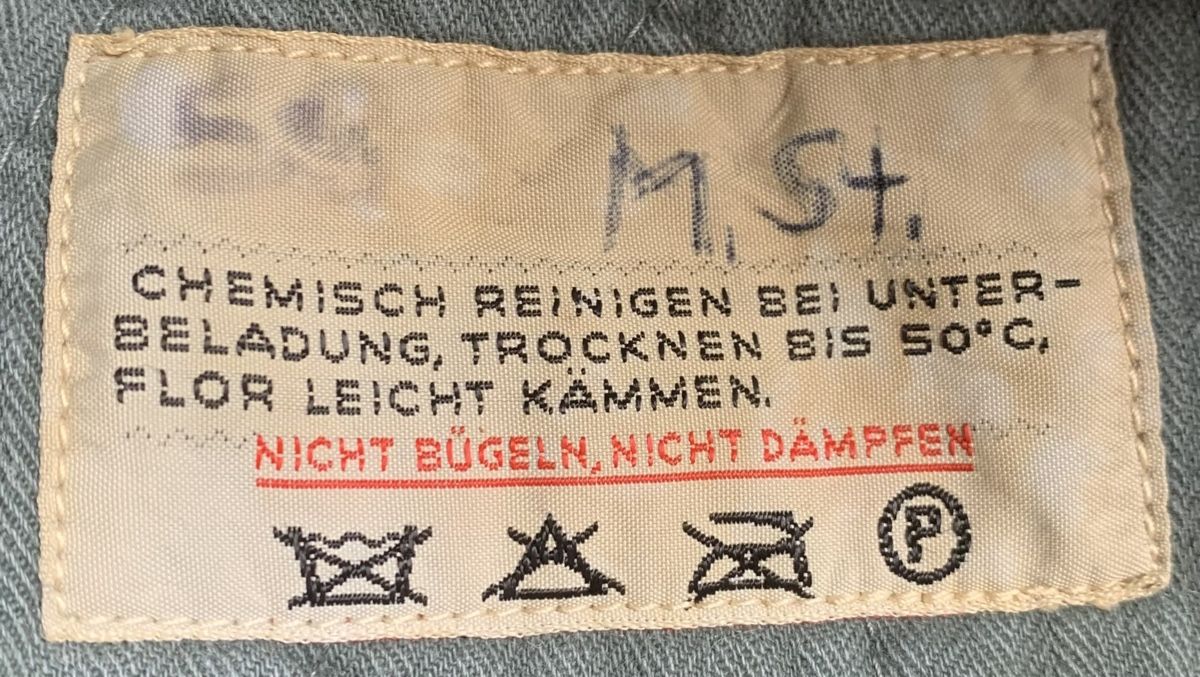 M. St.
CHEMISCH REINIGEN BEI UNTER-
BELADUNG, TROCKNEN BIS 50°C,
FLOR LEICHT KÄMMEN.
NICHT BÜGELN, NICHT DÄMPFEN
P